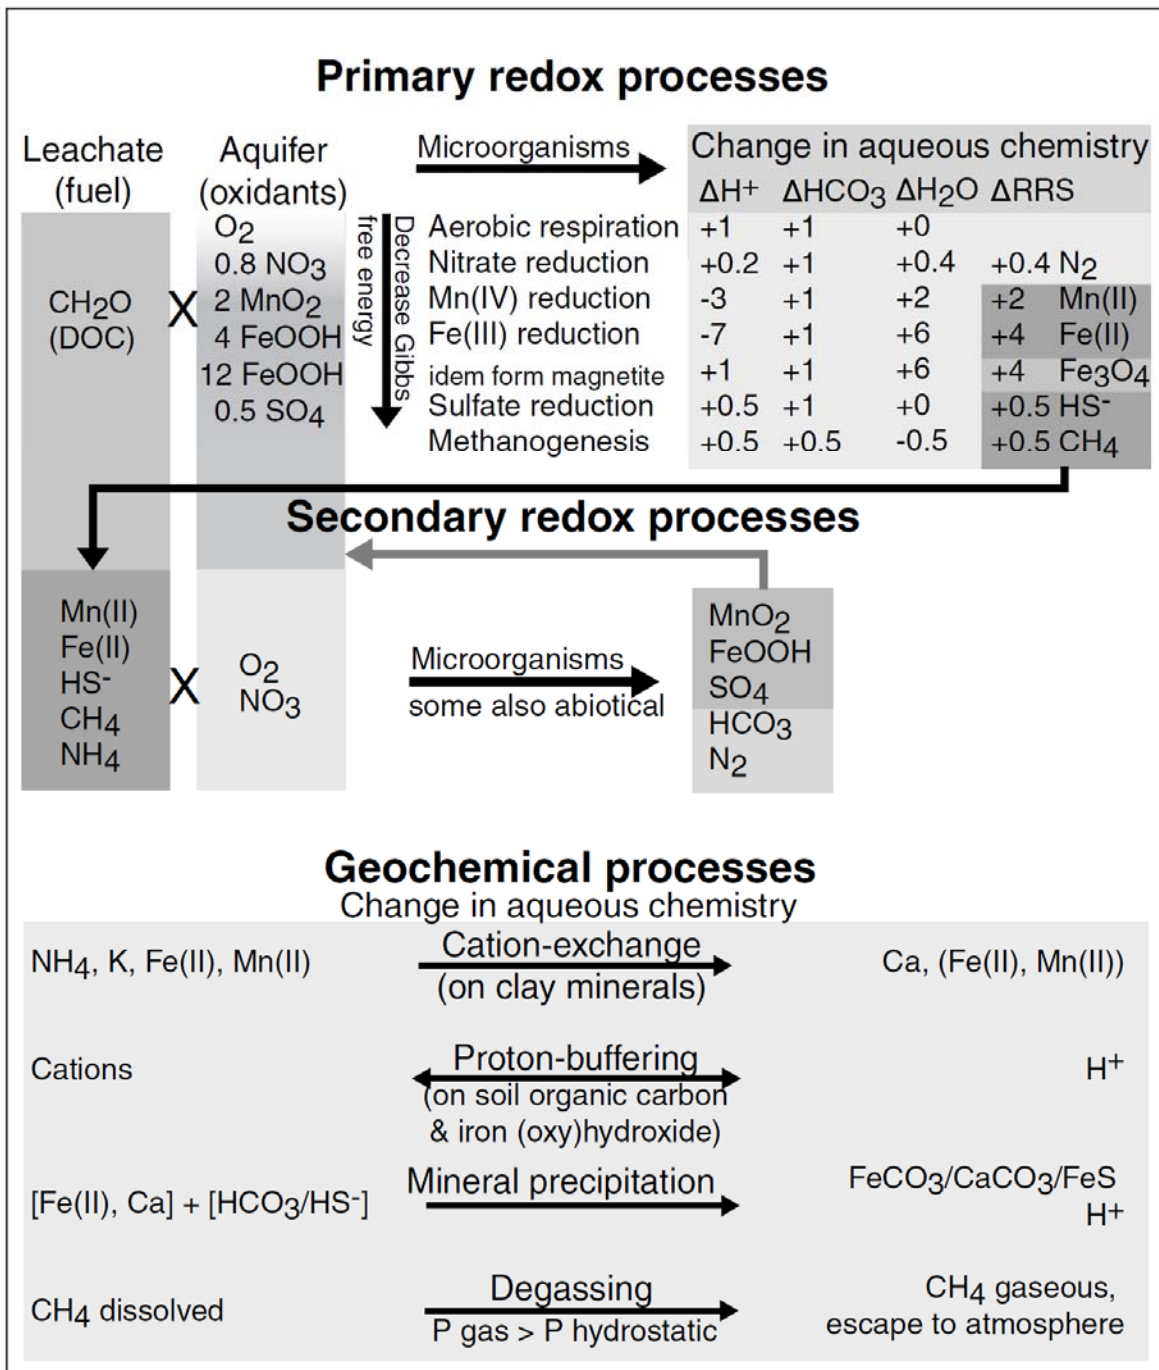 Primary redox processes
Leachate
(fuel)
Aquifer
(oxidants)
Microorganisms
Change in aqueous chemistry
ΔH⁺ ΔHCO₃ ΔH₂O ΔRRS
CH₂O
(DOC)
X
O₂
0.8 NO₃
2 MnO₂
4 FeOOH
12 FeOOH
0.5 SO₄
Decrease Gibbs
free energy
Aerobic respiration +1 +1 +0
Nitrate reduction +0.2 +1 +0.4 +0.4 N₂
Mn(IV) reduction -3 +1 +2 +2 Mn(II)
Fe(III) reduction -7 +1 +6 +4 Fe(II)
idem form magnetite +1 +1 +6 +4 Fe₃O₄
Sulfate reduction +0.5 +1 +0 +0.5 HS⁻
Methanogenesis +0.5 +0.5 -0.5 +0.5 CH₄
Secondary redox processes
Mn(II)
Fe(II)
HS⁻
CH₄
NH₄
X
O₂
NO₃
Microorganisms
some also abiotical
MnO₂
FeOOH
SO₄
HCO₃
N₂
Geochemical processes
Change in aqueous chemistry
NH₄, K, Fe(II), Mn(II)
Cation-exchange
(on clay minerals)
Ca, (Fe(II), Mn(II))
Cations
Proton-buffering
(on soil organic carbon
& iron (oxy)hydroxide)
H⁺
[Fe(II), Ca] + [HCO₃/HS⁻]
Mineral precipitation
FeCO₃/CaCO₃/FeS
H⁺
CH₄ dissolved
Degassing
P gas > P hydrostatic
CH₄ gaseous,
escape to atmosphere